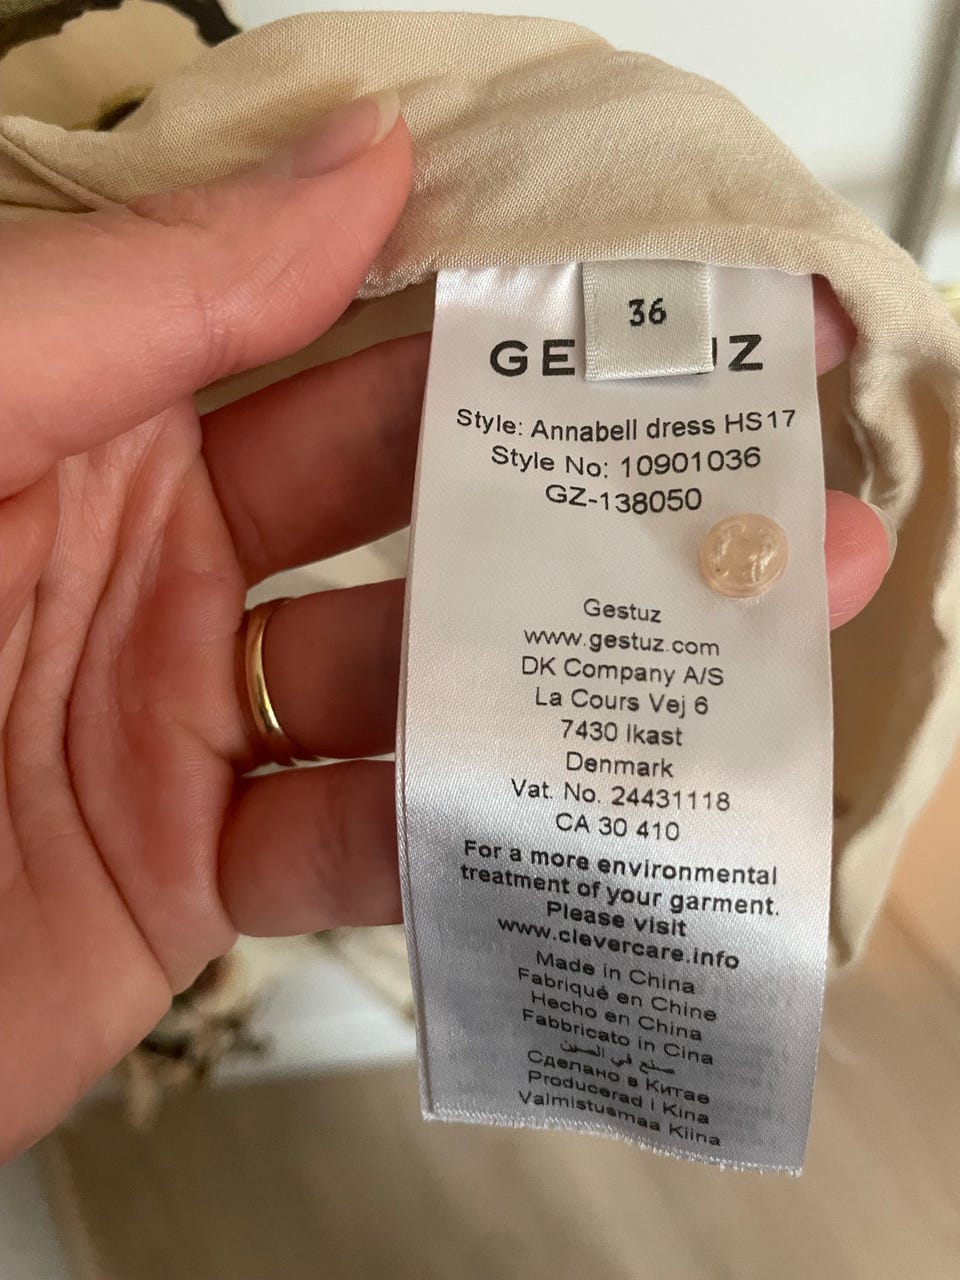 36
GE UZ
Style: Annabell dress HS17
Style No: 10901036
GZ-138050
Gestuz
www.gestuz.com
DK Company A/S
La Cours Vej 6
7430 Ikast
Denmark
Vat. No. 24431118
CA 30 410
For a more environmental
treatment of your garment.
Please visit
www.clevercare.info
Made in China
Fabriqué en Chine
Hecho en China
Fabbricato in Cina
صنع في الصين
Сделано в Китае
Producerad i Kina
Valmistusmaa Kiina